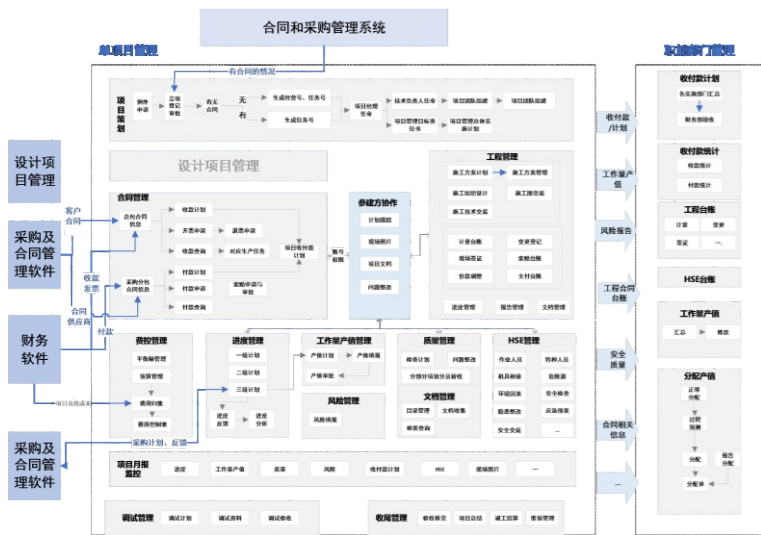 合同和采购管理系统
单项目管理
职能部门管理
有合同的情况
项目策划
例外申请
立项登记审批
有无合同
无
有
生成经营号、任务号
生成任务号
项目经理任命
技术负责人任命
项目团队组建
项目团队组建
项目管理目标责任书
项目管理总体实施计划
设计项目管理
设计项目管理
采购及合同管理软件
财务软件
采购及合同管理软件
客户合同
收款发票
合同供应商
付款
项目直接成本
采购计划、反馈
合同管理
总包合同信息
收款计划
开票申请
退票申请
收款查询
对应生产任务
采购分包合同信息
付款计划
付款申请
付款查询
索赔申请与审批
项目收付款计划
账号权限
参建方协作
计划跟踪
现场照片
项目文档
问题整改
工程管理
施工方案计划
施工方案管理
施工组织设计
施工图交底
施工技术交底
计量台账
变更登记
现场签证
索赔台账
价款调整
支付台账
进度管理
报告管理
文档管理
费控管理
预算管理
费用归集
费用控制表
进度管理
一级计划
二级计划
三级计划
进度反馈
进度分析
工作量产值管理
产值计划
产值填报
产值审批
风险管理
风险填报
质量管理
检查计划
问题整改
分部分项划分及验收
文档管理
目录管理
文档收集
检索查询
HSE管理
作业人员
特种人员
机具检验
危险源
环境因素
安全检查
隐患整改
应急预案
安全交底
...
项目月报监控
进度
工作量产值
质量
风险
收付款计划
HSE
现场照片
...
调试管理
调试计划
调试资料
调试验收
收尾管理
验收移交
项目总结
竣工结算
维保管理
收付款/计划
工作量产值
风险报告
工程合同台账
安全质量
合同相关信息
...
收付款计划
各实施部门汇总
财务部接收
收付款统计
收款统计
付款统计
工程台账
计量
变更
签证
...
HSE台账
工作量产值
汇总
修改
分配产值
正常分配
过程预测
分配
报告分配
分配单